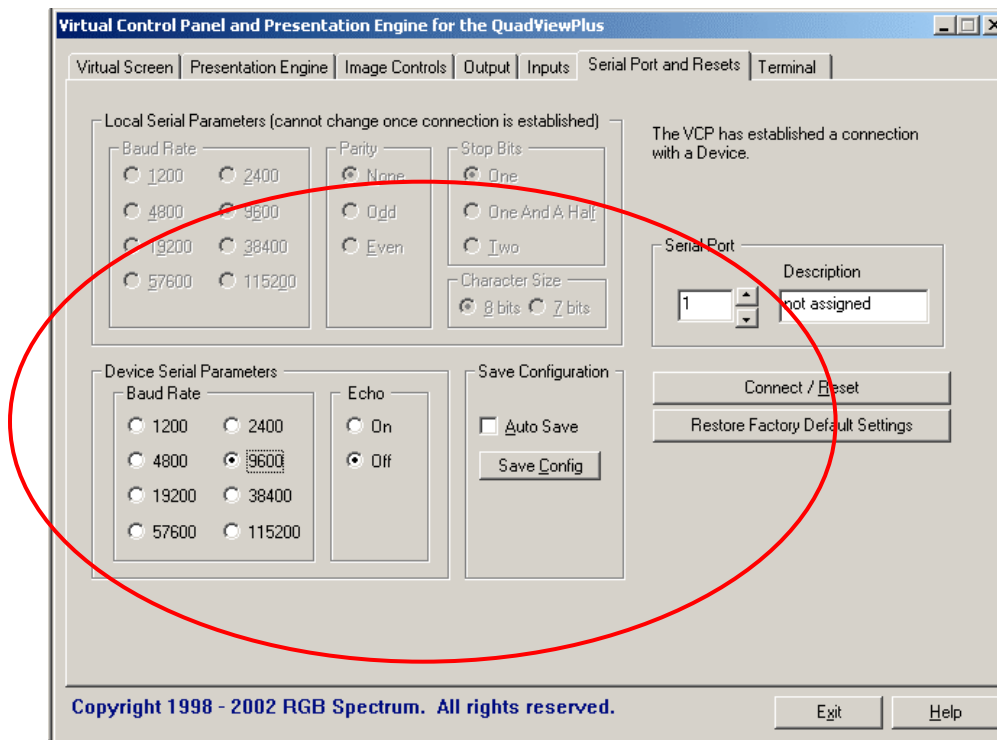 Virtual Control Panel and Presentation Engine for the QuadViewPlus
Virtual Screen Presentation Engine Image Controls Output Inputs Serial Port and Resets Terminal
Local Serial Parameters (cannot change once connection is established)
Baud Rate
1200 2400
4800 9600
19200 38400
57600 115200
Parity
None
Odd
Even
Stop Bits
One
One And A Half
Two
Character Size
8 bits 7 bits
The VCP has established a connection
with a Device.
Serial Port
Description
1 not assigned
Device Serial Parameters
Baud Rate
1200 2400
4800 9600
19200 38400
57600 115200
Echo
On
Off
Save Configuration
Auto Save
Save Config
Connect / Reset
Restore Factory Default Settings
Copyright 1998 - 2002 RGB Spectrum. All rights reserved.
Exit Help